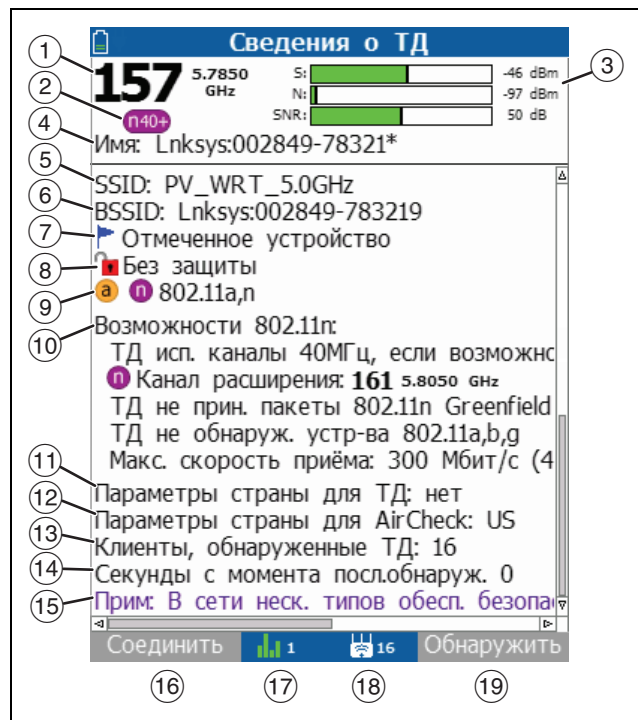 Сведения о ТД
1
157 5.7850 GHz S: -46 dBm
3
N: -97 dBm
2
n40+ SNR: 50 dB
4
Имя: Lnksys:002849-78321*
5
SSID: PV_WRT_5.0GHz
6
BSSID: Lnksys:002849-783219
7
Отмеченное устройство
8
Без защиты
9
a n 802.11a,n
10
Возможности 802.11n:
ТД исп. каналы 40МГц, если возможно
n Канал расширения: 161 5.8050 GHz
ТД не прин. пакеты 802.11n Greenfield
ТД не обнаруж. устр-ва 802.11a,b,g
Макс. скорость приёма: 300 Мбит/с (4
11
Параметры страны для ТД: нет
12
Параметры страны для AirCheck: US
13
Клиенты, обнаруженные ТД: 16
14
Секунды с момента посл.обнаруж. 0
15
Прим: В сети неск. типов обесп. безопа
Соединить 1 16 Обнаружить
16 17 18 19